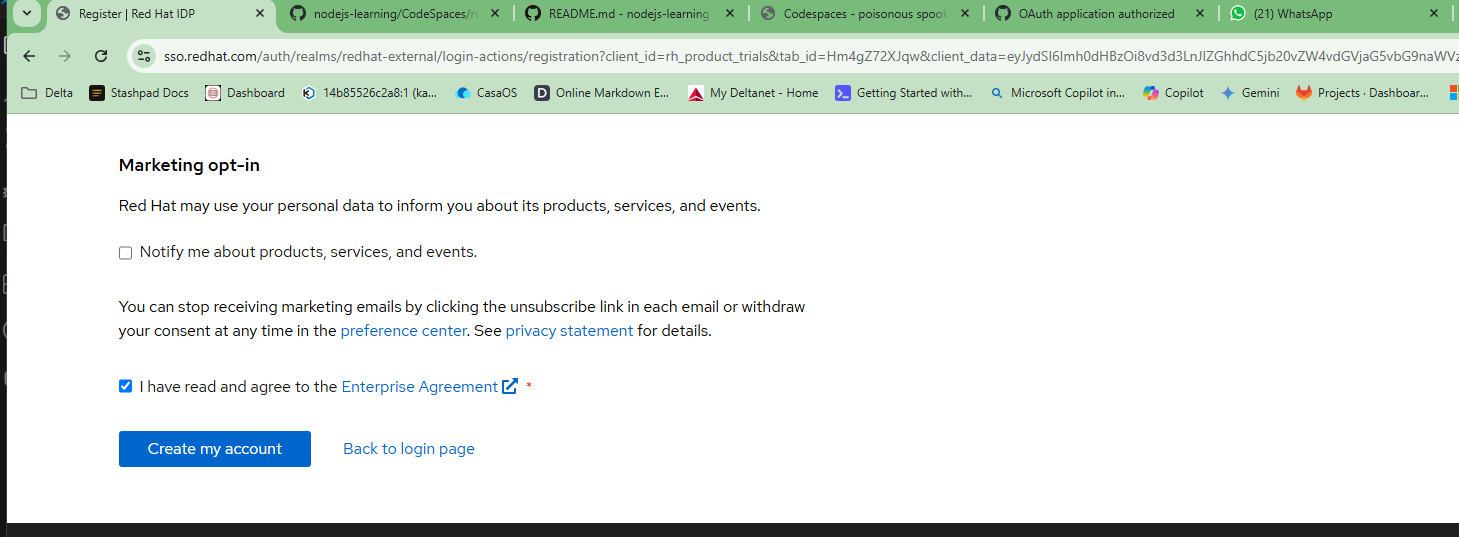 Register | Red Hat IDP
nodejs-learning/CodeSpaces/r
README.md - nodejs-learning
Codespaces - poisonous spook
OAuth application authorized
(21) WhatsApp
sso.redhat.com/auth/realms/redhat-external/login-actions/registration?client_id=rh_product_trials&tab_id=Hm4gZ72XJqw&client_data=
Delta
Stashpad Docs
Dashboard
14b85526c2a8:1 (ka...
CasaOS
Online Markdown E...
My Deltanet - Home
Getting Started with...
Microsoft Copilot in...
Copilot
Gemini
Projects · Dashboar...
Marketing opt-in
Red Hat may use your personal data to inform you about its products, services, and events.
Notify me about products, services, and events.
You can stop receiving marketing emails by clicking the unsubscribe link in each email or withdraw
your consent at any time in the preference center. See privacy statement for details.
I have read and agree to the Enterprise Agreement *
Create my account
Back to login page